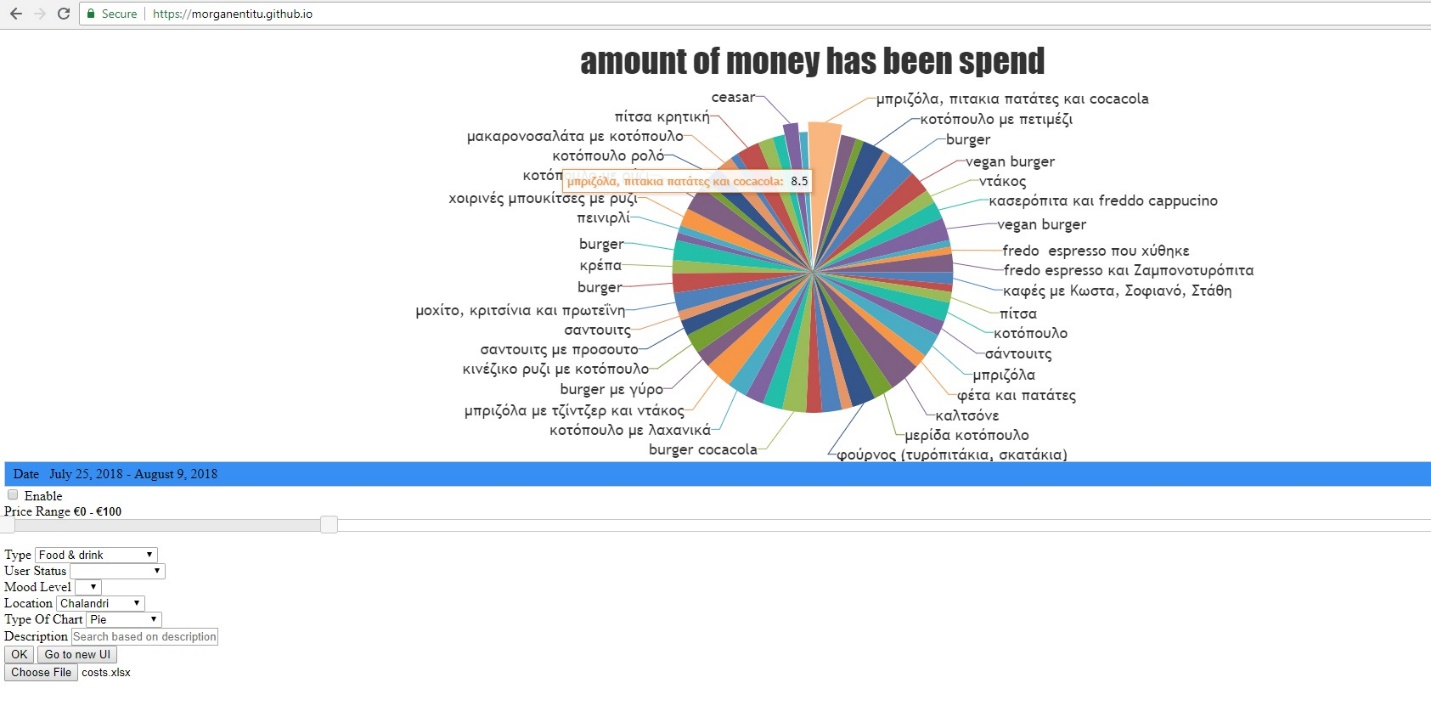 Secure | https://morganentitu.github.io
amount of money has been spend
ceasar
πίτσα κρητική
μακαρονοσαλάτα με κοτόπουλο
κοτόπουλο ρολό
μπριζόλα, πιτακια πατάτες και cocacola: 8.5
χοιρινές μπουκίτσες με ρυζι
πεινιρλί
burger
κρέπα
burger
μοχίτο, κριτσίνια και πρωτεΐνη
σαντουιτς
σαντουιτς με προσουτο
κινέζικο ρυζι με κοτόπουλο
burger με γύρο
μπριζόλα με τζίντζερ και ντάκος
κοτόπουλο με λαχανικά
burger cocacola
μπριζόλα, πιτακια πατάτες και cocacola
κοτόπουλο με πετιμέζι
burger
vegan burger
ντάκος
κασερόπιτα και freddo cappucino
vegan burger
fredo espresso που χύθηκε
fredo espresso και Ζαμπονοτυρόπιτα
καφές με Κωστα, Σοφιανό, Στάθη
πίτσα
κοτόπουλο
σάντουιτς
μπριζόλα
φέτα και πατάτες
καλτσόνε
μερίδα κοτόπουλο
φούρνος (τυρόπιτάκια, σκατάκια)
Date July 25, 2018 - August 9, 2018
Enable
Price Range €0 - €100
Type Food & drink
User Status
Mood Level
Location Chalandri
Type Of Chart Pie
Description Search based on description
OK Go to new UI
Choose File costs.xlsx